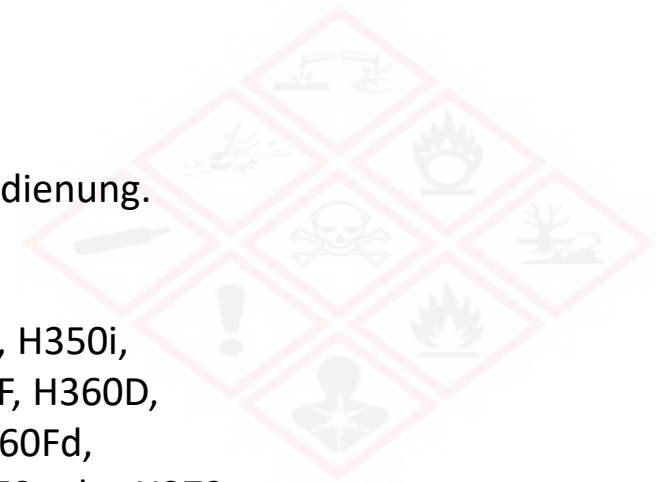 dienung.
, H350i,
F, H360D,
60Fd,